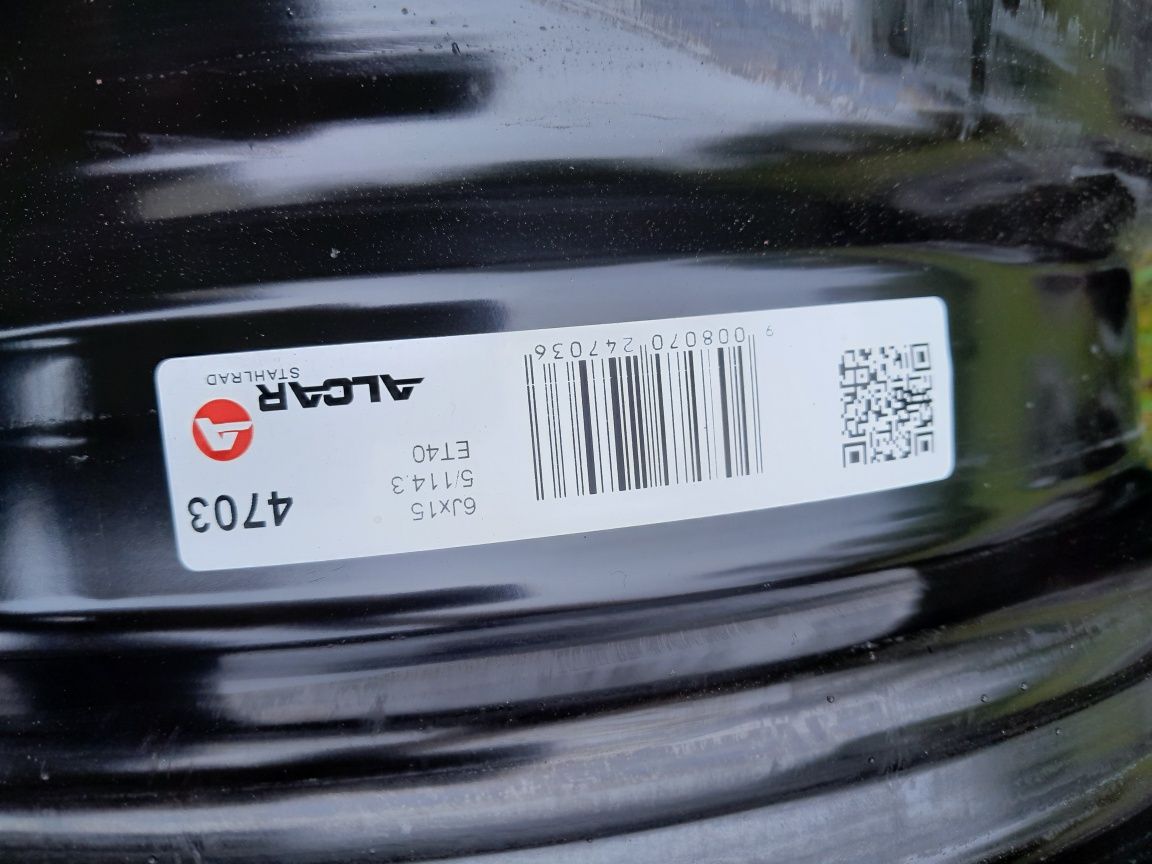 4703
6Jx15
5/114.3
ET40
ALCAR
STAHLRAD
9 008070 247036